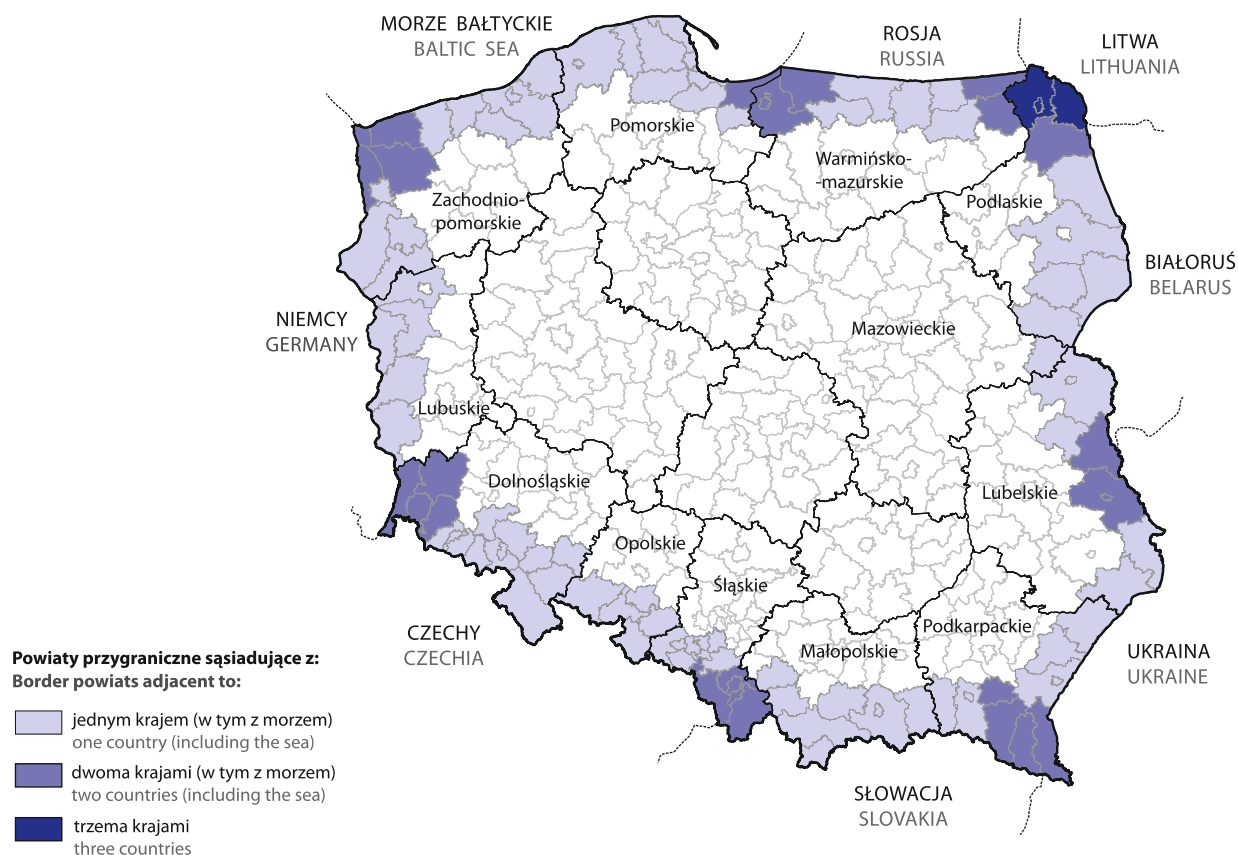 MORZE BAŁTYCKIE
BALTIC SEA
ROSJA
RUSSIA
LITWA
LITHUANIA
Pomorskie
Warmińsko-
-mazurskie
Zachodnio-
pomorskie
Podlaskie
BIAŁORUŚ
BELARUS
NIEMCY
GERMANY
Mazowieckie
Lubuskie
Dolnośląskie
Lubelskie
Opolskie
Śląskie
Podkarpackie
Małopolskie
CZECHY
CZECHIA
UKRAINA
UKRAINE
SŁOWACJA
SLOVAKIA
Powiaty przygraniczne sąsiadujące z:
Border powiats adjacent to:
jednym krajem (w tym z morzem)
one country (including the sea)
dwoma krajami (w tym z morzem)
two countries (including the sea)
trzema krajami
three countries